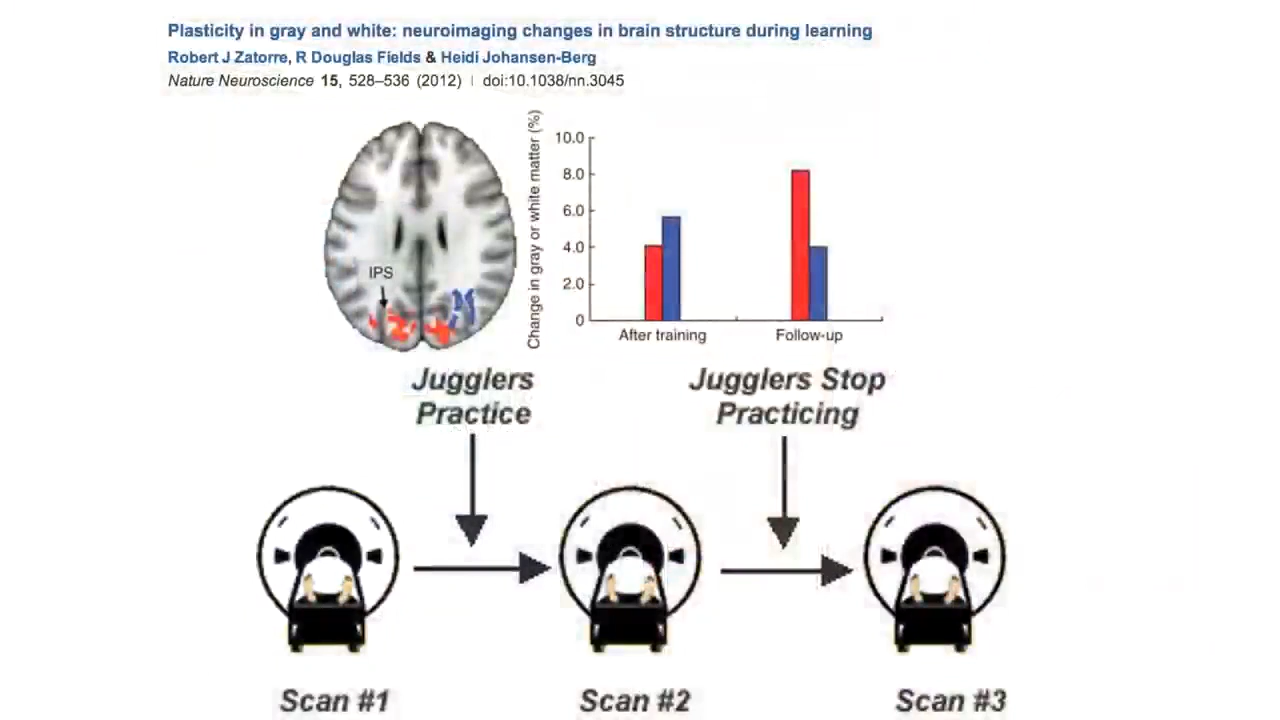 Plasticity in gray and white: neuroimaging changes in brain structure during learning
Robert J Zatorre, R Douglas Fields & Heidi Johansen-Berg
Nature Neuroscience 15, 528–536 (2012) | doi:10.1038/nn.3045
IPS
Change in gray or white matter (%)
10.0
8.0
6.0
4.0
2.0
0
After training
Follow-up
Jugglers
Practice
Jugglers Stop
Practicing
Scan #1
Scan #2
Scan #3